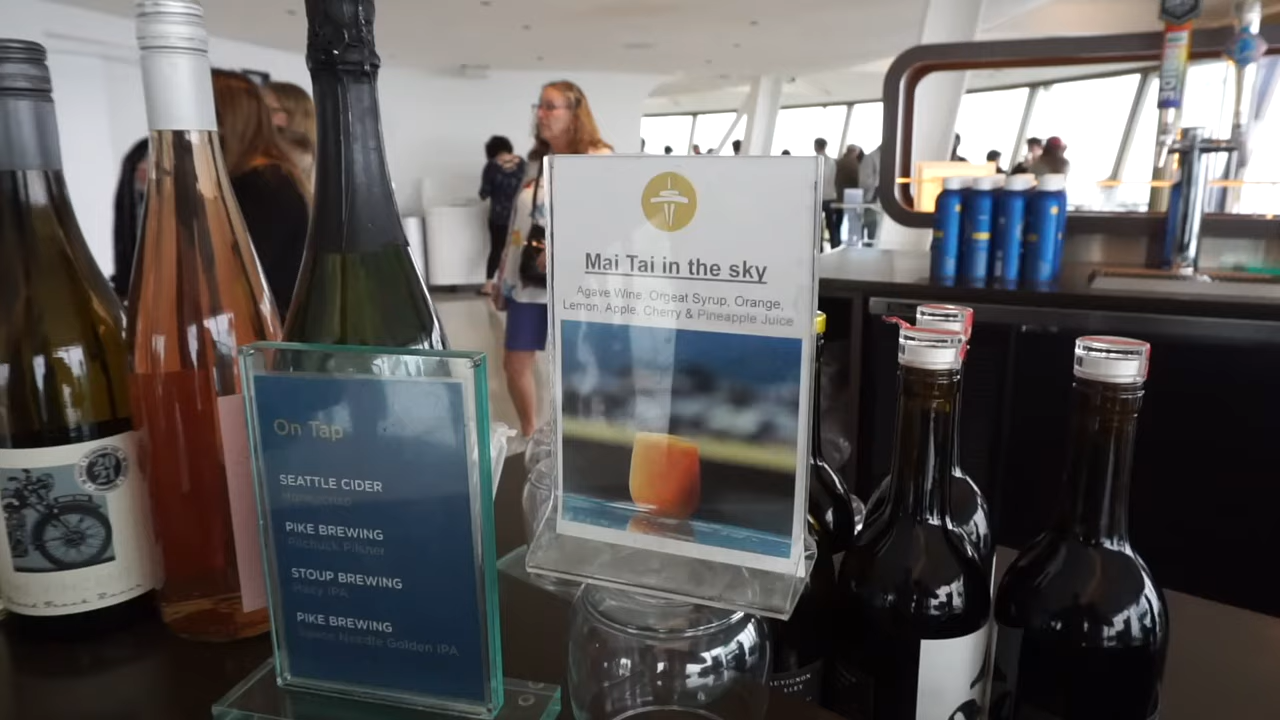 Mai Tai in the sky
Agave Wine, Orgeat Syrup, Orange,
Lemon, Apple, Cherry & Pineapple Juice
On Tap
SEATTLE CIDER
PIKE BREWING
Pilchuck Pilsner
STOUP BREWING
Hazy IPA
PIKE BREWING
Space Needle Golden IPA
2021